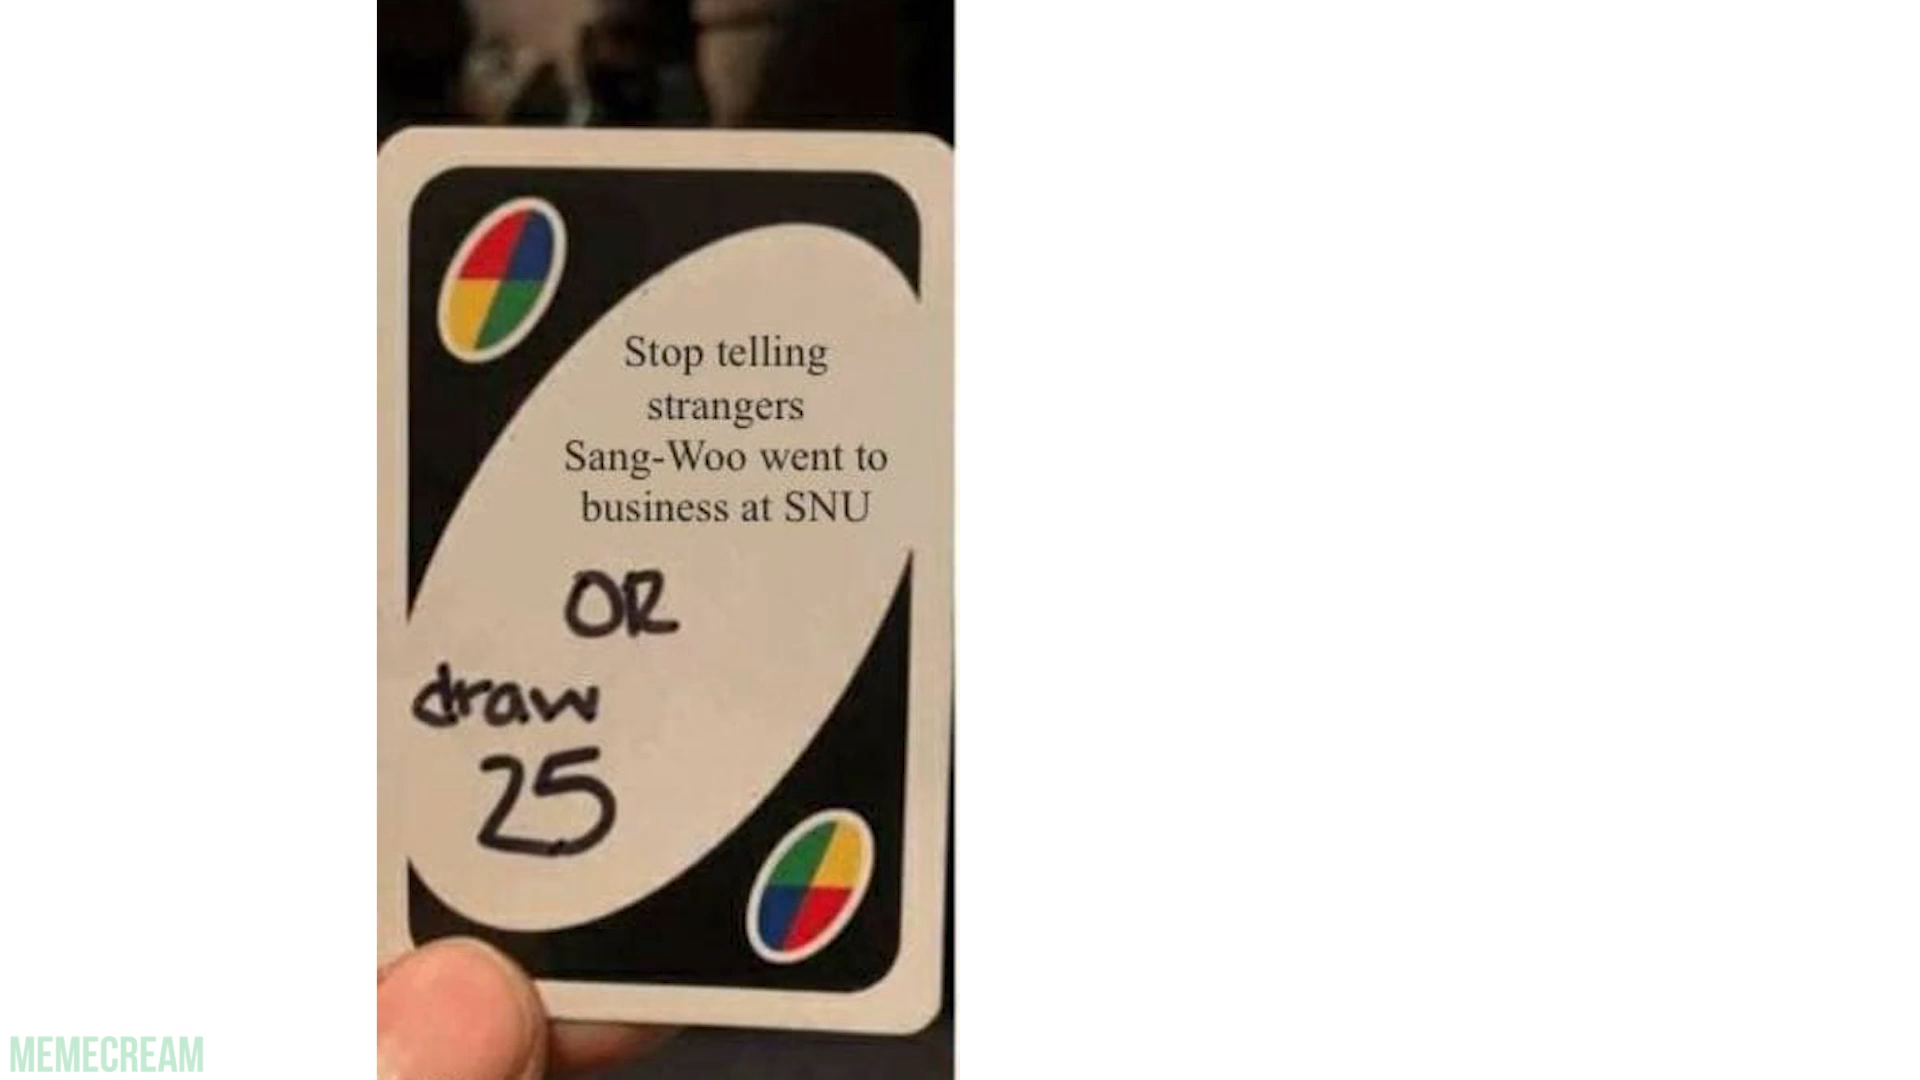 Stop telling
strangers
Sang-Woo went to
business at SNU
OR
draw
25
MEMECREAM